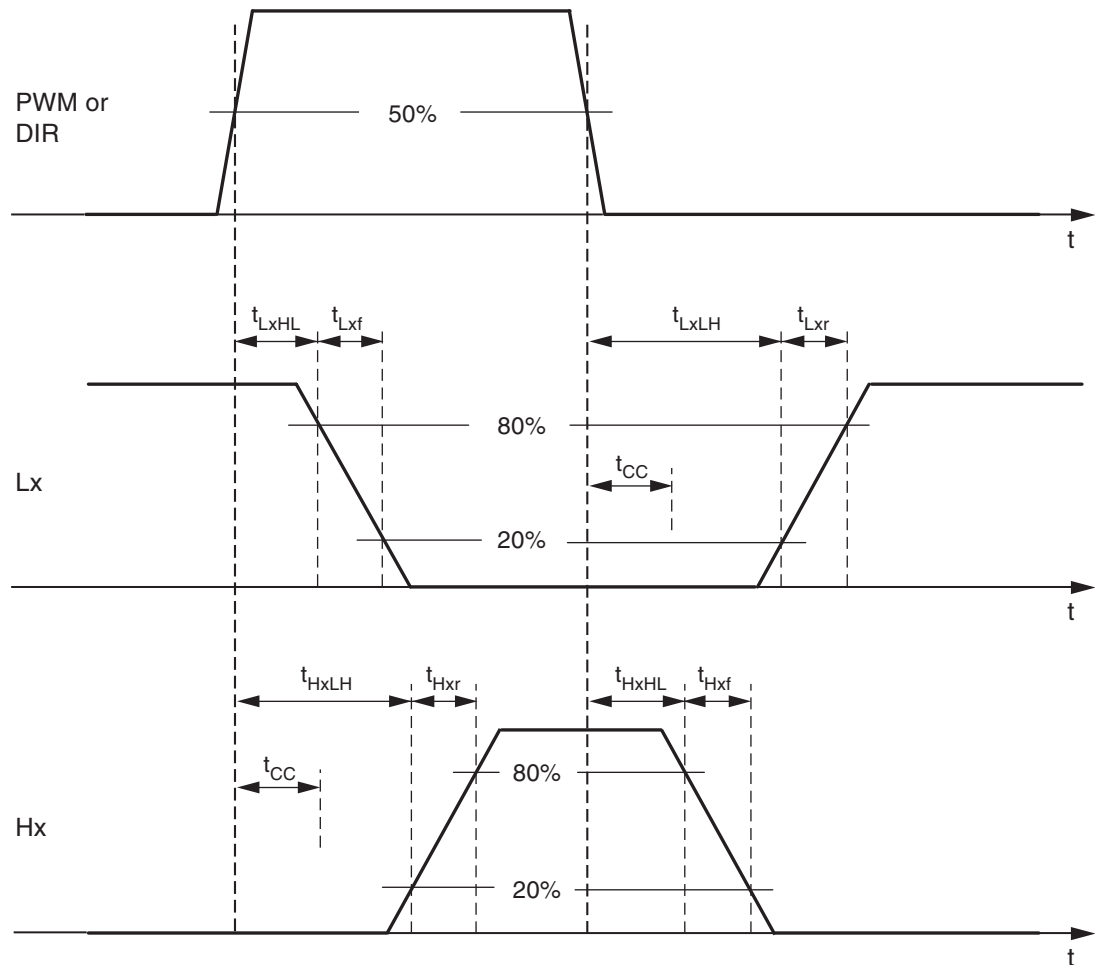 PWM or
DIR
50%
t
tLxHL
tLxf
tLxLH
tLxr
80%
Lx
tCC
20%
t
tHxLH
tHxr
tHxHL
tHxf
tCC
80%
Hx
20%
t